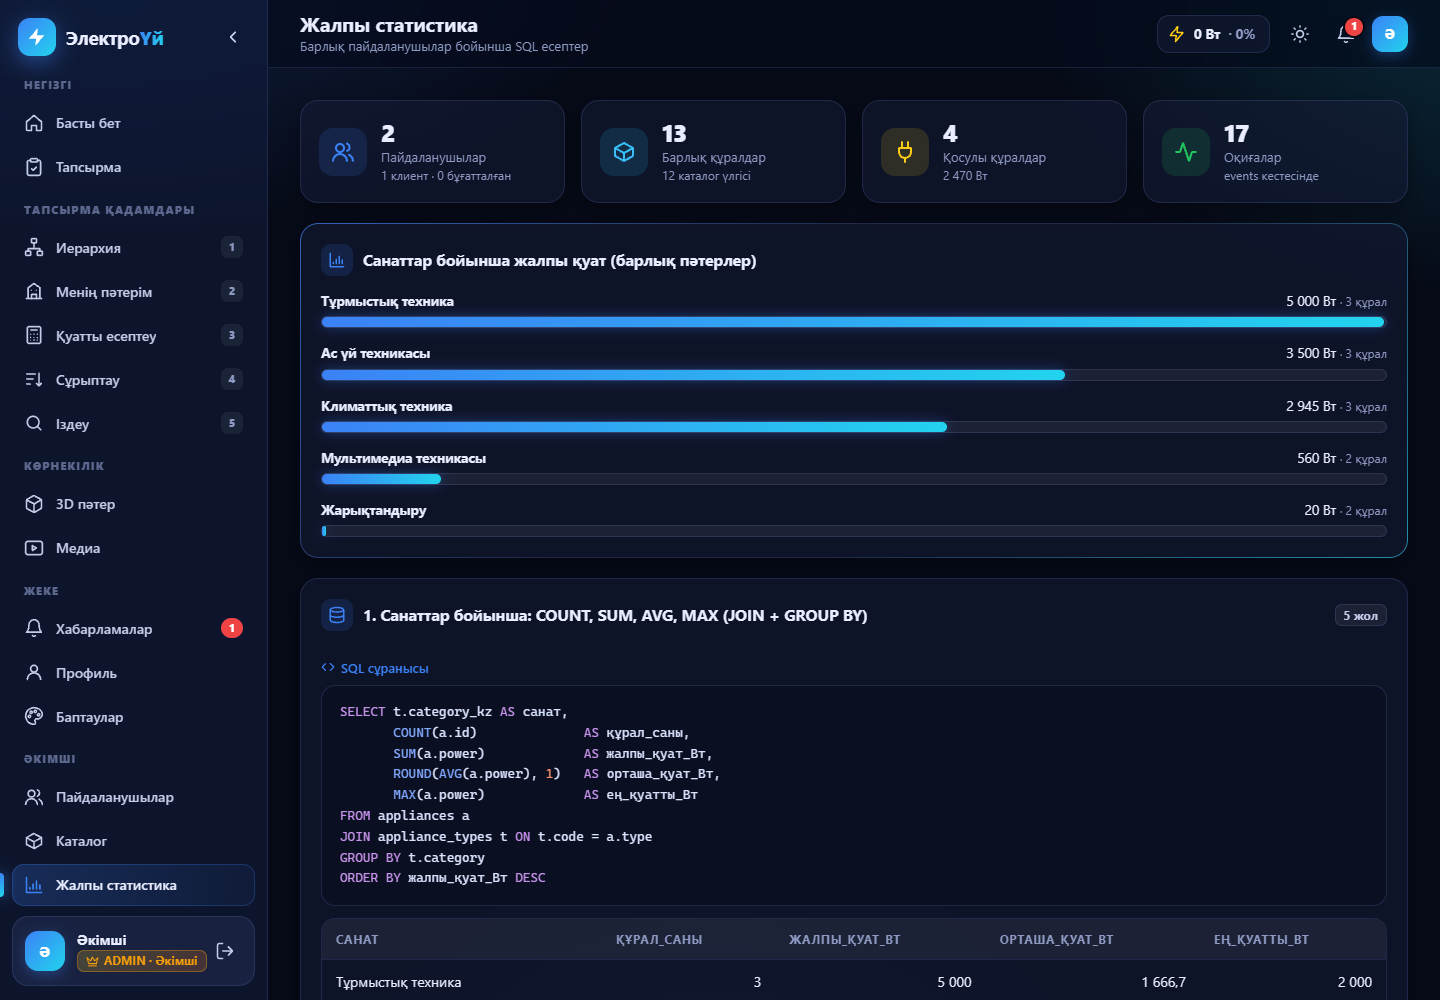 ЭлектроҮй
НЕГІЗГІ
Басты бет
Тапсырма
ТАПСЫРМА ҚАДАМДАРЫ
Иерархия 1
Менің пәтерім 2
Қуатты есептеу 3
Сұрыптау 4
Іздеу 5
КӨРНЕКІЛІК
3D пәтер
Медиа
ЖЕКЕ
Хабарламалар 1
Профиль
Баптаулар
ӘКІМШІ
Пайдаланушылар
Каталог
Жалпы статистика
Ә
Әкімші
ADMIN · Әкімші
Жалпы статистика
Барлық пайдаланушылар бойынша SQL есептер
0 Вт · 0%
1
Ә
2
Пайдаланушылар
1 клиент · 0 бұғатталған
13
Барлық құралдар
12 каталог үлгісі
4
Қосулы құралдар
2 470 Вт
17
Оқиғалар
events кестесінде
Санаттар бойынша жалпы қуат (барлық пәтерлер)
Тұрмыстық техника 5 000 Вт · 3 құрал
Ас үй техникасы 3 500 Вт · 3 құрал
Климаттық техника 2 945 Вт · 3 құрал
Мультимедиа техникасы 560 Вт · 2 құрал
Жарықтандыру 20 Вт · 2 құрал
1. Санаттар бойынша: COUNT, SUM, AVG, MAX (JOIN + GROUP BY) 5 жол
<> SQL сұранысы
SELECT t.category_kz AS санат,
COUNT(a.id) AS құрал_саны,
SUM(a.power) AS жалпы_қуат_Вт,
ROUND(AVG(a.power), 1) AS орташа_қуат_Вт,
MAX(a.power) AS ең_қуатты_Вт
FROM appliances a
JOIN appliance_types t ON t.code = a.type
GROUP BY t.category
ORDER BY жалпы_қуат_Вт DESC
САНАТ ҚҰРАЛ_САНЫ ЖАЛПЫ_ҚУАТ_ВТ ОРТАША_ҚУАТ_ВТ ЕҢ_ҚУАТТЫ_ВТ
Тұрмыстық техника 3 5 000 1 666,7 2 000